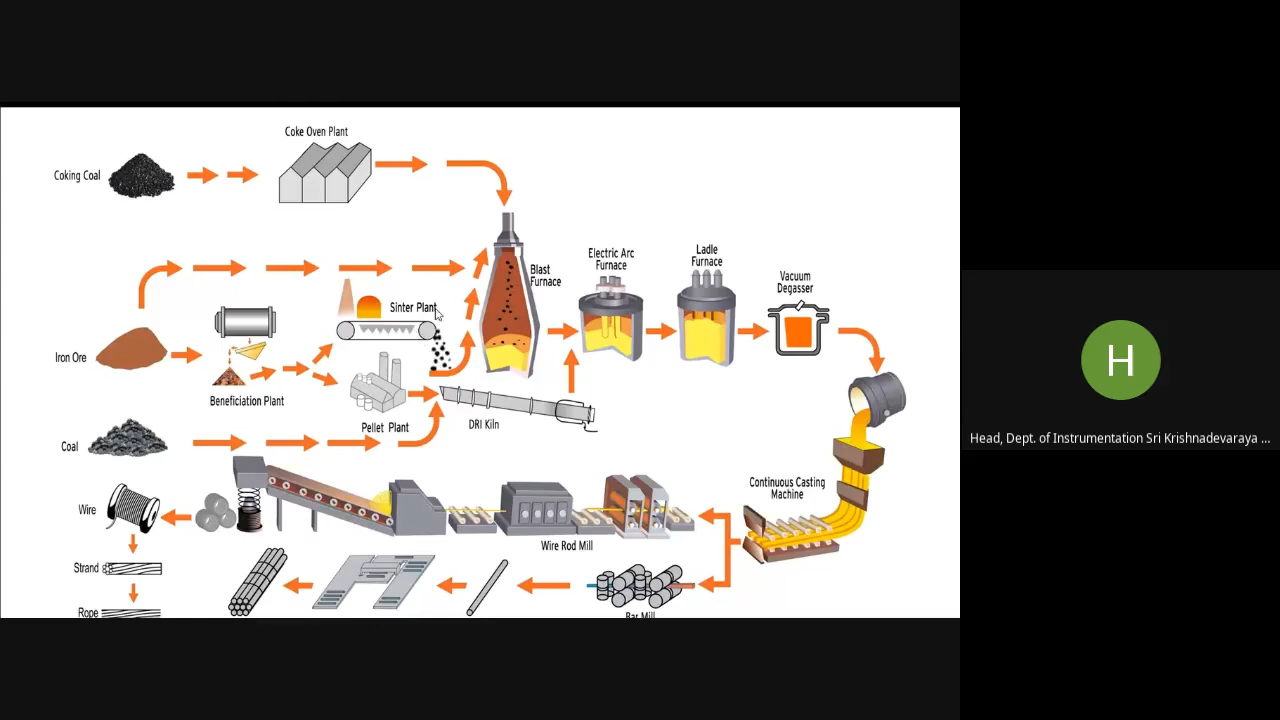 Coke Oven Plant
Coking Coal
Electric Arc
Furnace
Ladle
Furnace
Blast
Furnace
Vacuum
Degasser
Sinter Plant
Iron Ore
Beneficiation Plant
Pellet Plant
DRI Kiln
Coal
H
Head, Dept. of Instrumentation Sri Krishnadevaraya ...
Continuous Casting
Machine
Wire
Wire Rod Mill
Strand
Rope
Bar Mill